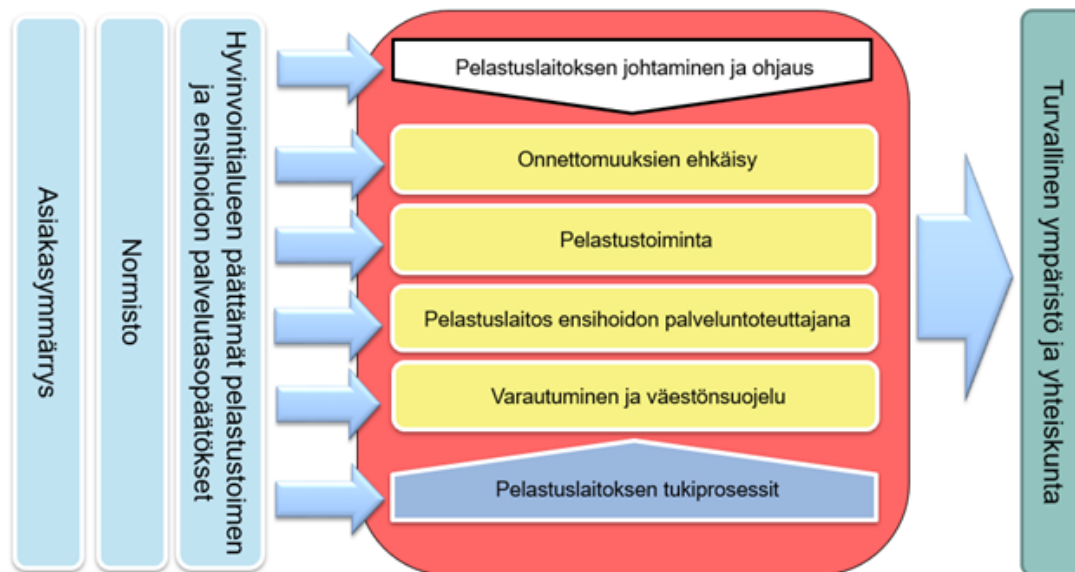 Asiakasymmärrys
Normisto
Hyvinvointialueen päättämät pelastustoimen
ja ensihoidon palvelutasopäätökset
Pelastuslaitoksen johtaminen ja ohjaus
Onnettomuuksien ehkäisy
Pelastustoiminta
Pelastuslaitos ensihoidon palveluntoteuttajana
Varautuminen ja väestönsuojelu
Pelastuslaitoksen tukiprosessit
Turvallinen ympäristö ja yhteiskunta